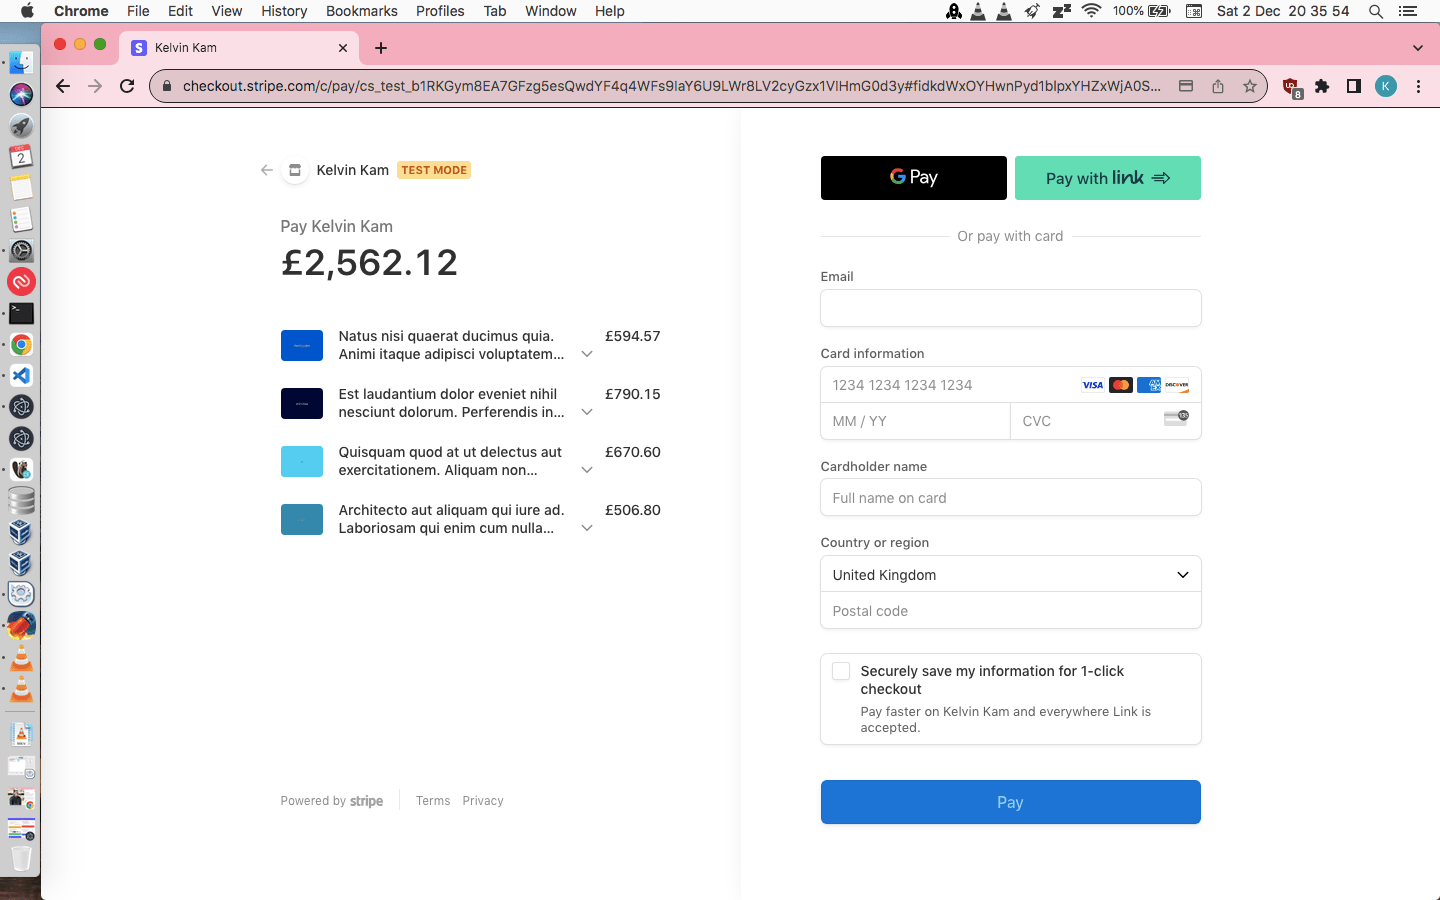 Chrome File Edit View History Bookmarks Profiles Tab Window Help 100% Sat 2 Dec 20 35 54
Kelvin Kam
checkout.stripe.com/c/pay/cs_test_b1RKGym8EA7GFzg5esQwdYF4q4WFs9IaY6U9LWr8LV2cyGzx1VIHmG0d3y#fidkdWxOYHwnPyd1blpxYHZxWjA0S... 8 K
Kelvin Kam TEST MODE
Pay Kelvin Kam
£2,562.12
Natus nisi quaerat ducimus quia. £594.57
Animi itaque adipisci voluptatem...
Est laudantium dolor eveniet nihil £790.15
nesciunt dolorum. Perferendis in...
Quisquam quod at ut delectus aut £670.60
exercitationem. Aliquam non...
Architecto aut aliquam qui iure ad. £506.80
Laboriosam qui enim cum nulla...
Powered by stripe Terms Privacy
G Pay Pay with link
Or pay with card
Email
Card information
1234 1234 1234 1234 VISA DISCOVER
MM / YY CVC 135
Cardholder name
Full name on card
Country or region
United Kingdom
Postal code
Securely save my information for 1-click
checkout
Pay faster on Kelvin Kam and everywhere Link is
accepted.
Pay